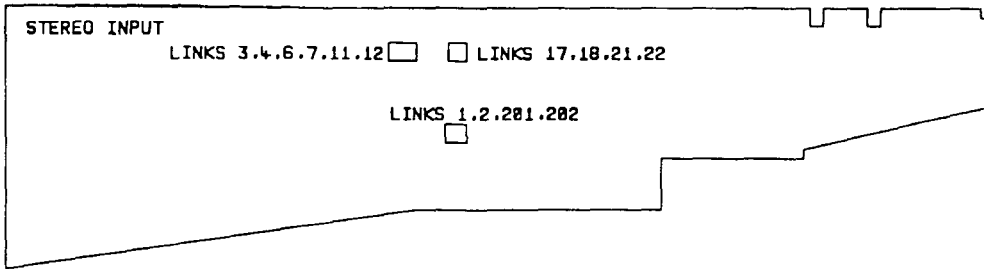 STEREO INPUT
LINKS 3.4.6.7.11.12
LINKS 17.18.21.22
LINKS 1.2.201.202